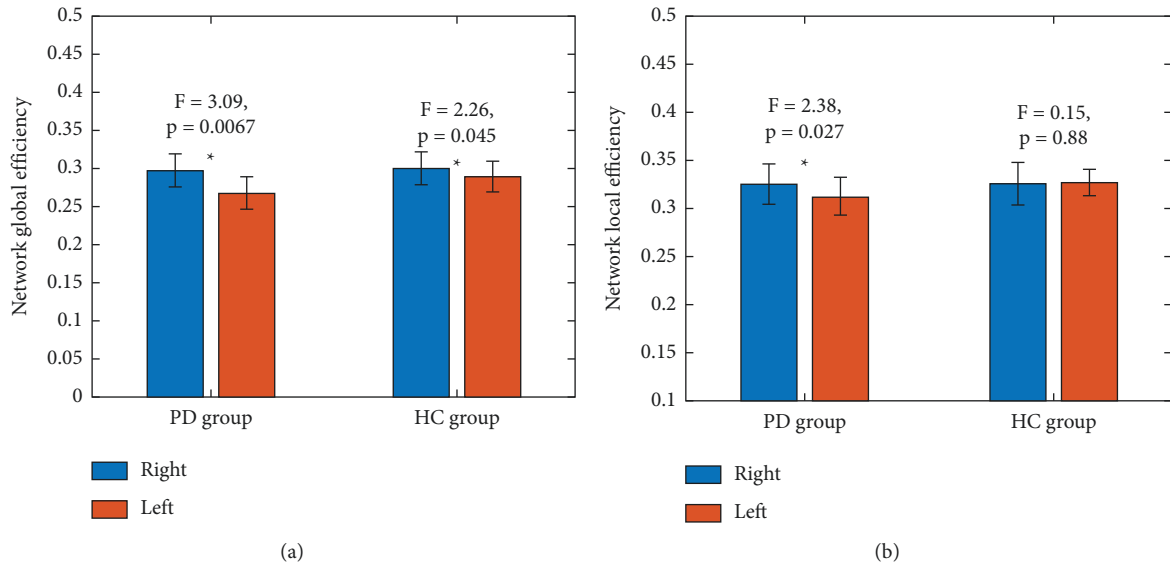 0.5
0.45
0.4
0.35
0.3
0.25
0.2
0.15
0.1
0.05
0
Network global efficiency
F = 3.09,
p = 0.0067
*
F = 2.26,
p = 0.045
*
PD group
HC group
Right
Left
(a)
0.5
0.45
0.4
0.35
0.3
0.25
0.2
0.15
0.1
Network local efficiency
F = 2.38,
p = 0.027
*
F = 0.15,
p = 0.88
PD group
HC group
Right
Left
(b)